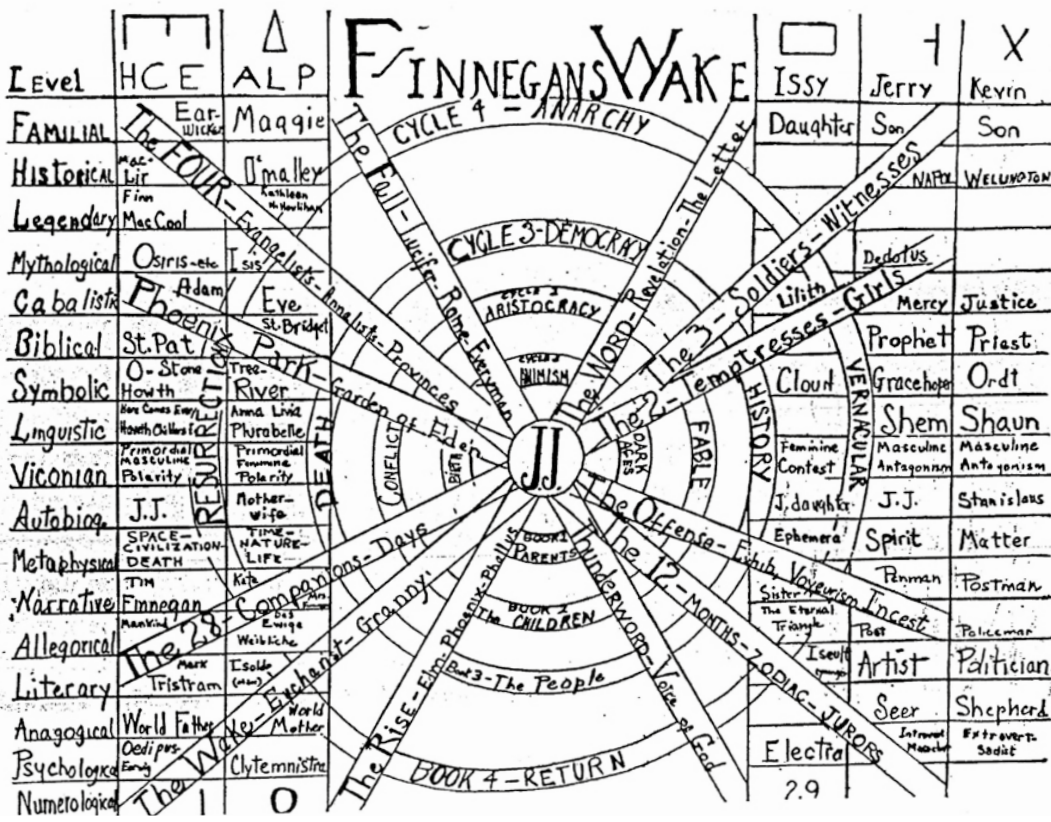 FINNEGANS WAKE
Level HCE ALP ISSY Jerry Kevin
FAMILIAL Earwicker Maggie Daughter Son Son
Historical Mac-Lir O'malley NAPOL WELLINGTON
Legendary Finn MacCool Kathleen
Mythological Osiris-etc Isis Dedalus
Cabalistic Adam Eve Lilith Mercy Justice
Biblical St. Pat St. Bridget Prophet Priest
Symbolic O-Stone Howth Tree-River Cloud Gracehoper Ondt
Linguistic Here Comes Every Anna Livia Plurabelle Shem Shaun
Viconian Primordial Masculine Polarity Primordial Feminine Polarity Feminine Contest Masculine Antagonism Masculine Antagonism
Autobiog. J.J. Mother-wife J. daughter J.J. Stanislaus
Metaphysical SPACE-CIVILIZATION-DEATH TIME-NATURE-LIFE- Ephemera Spirit Matter
Narrative Tim Finnegan Kate Sister Penman Postman
Allegorical Mankind Das Ewige Weibliche The Eternal Triangle Poet Policeman
Literary Mark Tristram Isolde Iseult Artist Politician
Anagogical World Father World Mother Seer Shepherd
Psychological Oedipus- Clytemnistra Electra Introvert Extrovert-Sadist
Numerological 1 0 29
CYCLE 4 - ANARCHY
CYCLE 3-DEMOCRACY
CYCLE 2 ARISTOCRACY
ANIMISM
The FOUR-Evangelists-Annalists-Provinces
The Fall-Lucifer-Rome-Everyman
The WORD-Revelation-The Letter
The 3-Soldiers-Witnesses
The 2-Temptresses-Girls
Phoenix Park-Garden of Eden
J.J.
RESURRECTION
DEATH
CONFLICT
BIRTH
DARK AGES
FABLE
HISTORY
VERNACULAR
The Offense-Exhib, Voyeurism Incest
The 12-MONTHS-ZODIAC-JURORS
THUNDERWORD-Voice of God
The RISE-Elm-Phoenix-Phallus
The Wake-Eucharist-Granny
The 28-Companions-Days
BOOK 1 PARENTS
BOOK 2 The CHILDREN
Book 3-The People
BOOK 4-RETURN